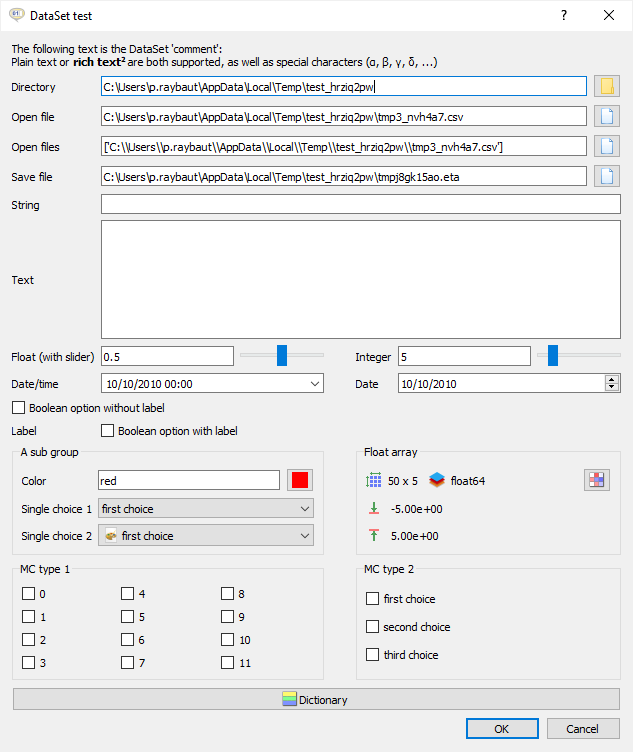 DataSet test
?
The following text is the DataSet 'comment':
Plain text or rich text² are both supported, as well as special characters (α, β, γ, δ, ...)
Directory C:\Users\p.raybaut\AppData\Local\Temp\test_hrziq2pw
Open file C:\Users\p.raybaut\AppData\Local\Temp\test_hrziq2pw\tmp3_nvh4a7.csv
Open files ['C:\\Users\\p.raybaut\\AppData\\Local\\Temp\\test_hrziq2pw\\tmp3_nvh4a7.csv']
Save file C:\Users\p.raybaut\AppData\Local\Temp\test_hrziq2pw\tmpj8gk15ao.eta
String
Text
Float (with slider) 0.5 Integer 5
Date/time 10/10/2010 00:00 Date 10/10/2010
Boolean option without label
Label Boolean option with label
A sub group
Color red
Single choice 1 first choice
Single choice 2 first choice
Float array
50 x 5 float64
-5.00e+00
5.00e+00
MC type 1
0 4 8
1 5 9
2 6 10
3 7 11
MC type 2
first choice
second choice
third choice
Dictionary
OK Cancel